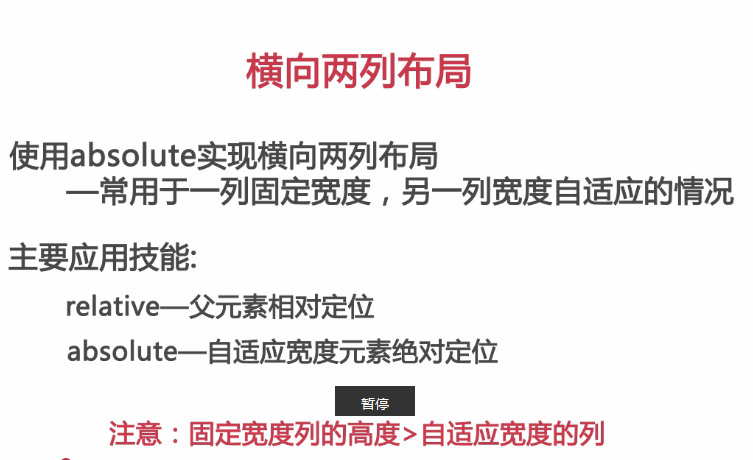 横向两列布局
使用absolute实现横向两列布局
—常用于一列固定宽度，另一列宽度自适应的情况
主要应用技能:
relative—父元素相对定位
absolute—自适应宽度元素绝对定位
暂停
注意：固定宽度列的高度>自适应宽度的列